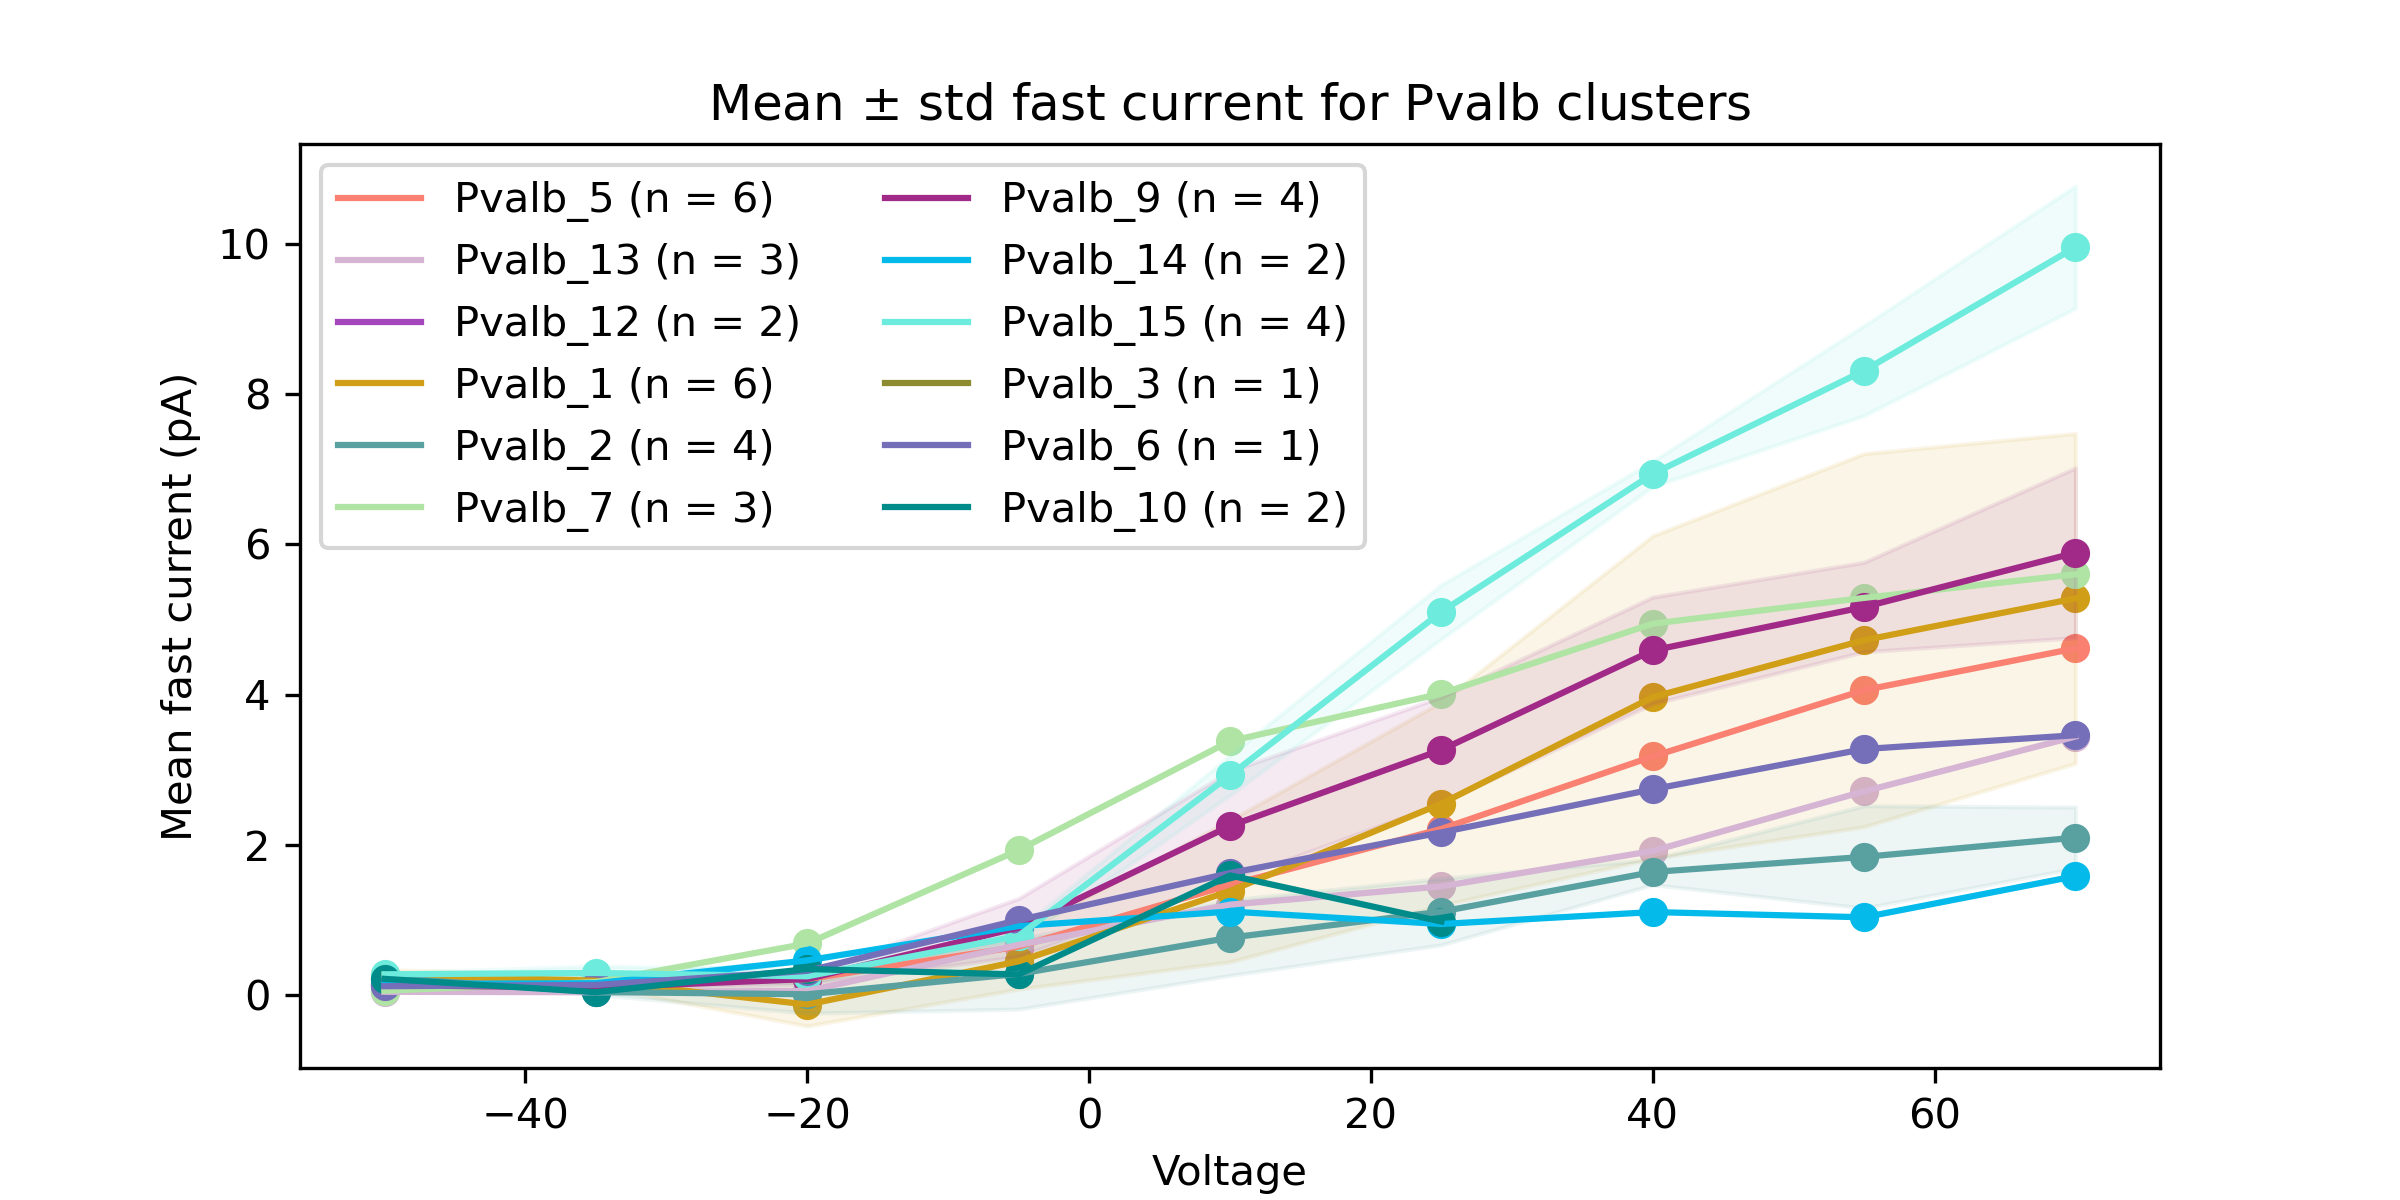 Mean ± std fast current for Pvalb clusters
Pvalb_5 (n = 6)
Pvalb_13 (n = 3)
Pvalb_12 (n = 2)
Pvalb_1 (n = 6)
Pvalb_2 (n = 4)
Pvalb_7 (n = 3)
Pvalb_9 (n = 4)
Pvalb_14 (n = 2)
Pvalb_15 (n = 4)
Pvalb_3 (n = 1)
Pvalb_6 (n = 1)
Pvalb_10 (n = 2)
Mean fast current (pA)
10
8
6
4
2
0
−40 −20 0 20 40 60
Voltage